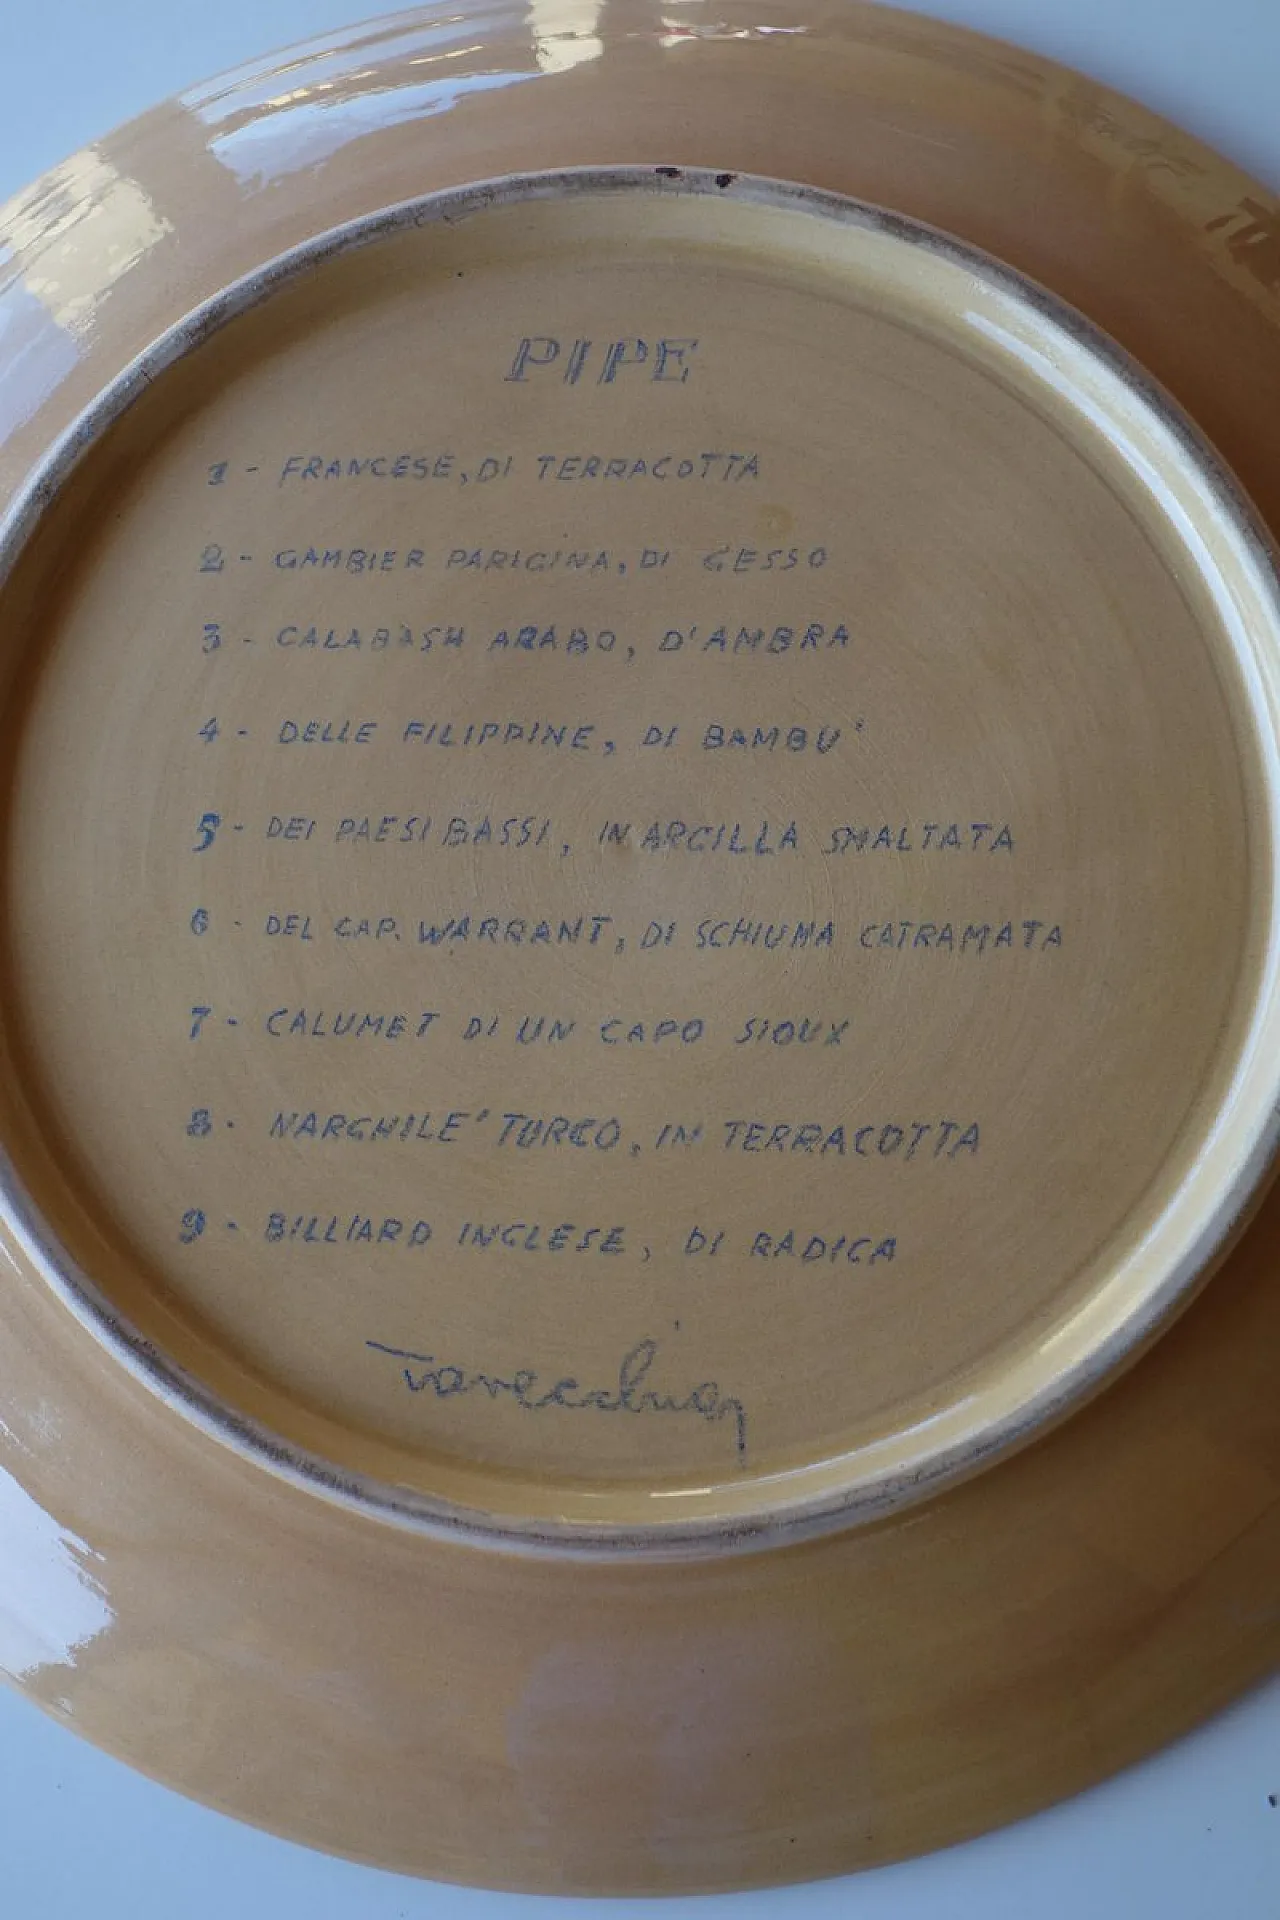 PIPE
1 - FRANCESE, DI TERRACOTTA
2 - GAMBIER PARIGINA, DI GESSO
3 - CALABASH ARABO, D'AMBRA
4 - DELLE FILIPPINE, DI BAMBU'
5 - DEI PAESI BASSI, IN ARGILLA SMALTATA
6 - DEL CAP. WARRANT, DI SCHIUMA CATRAMATA
7 - CALUMET DI UN CAPO SIOUX
8 - NARGHILE' TURCO, IN TERRACOTTA
9 - BILLIARD INGLESE, DI RADICA